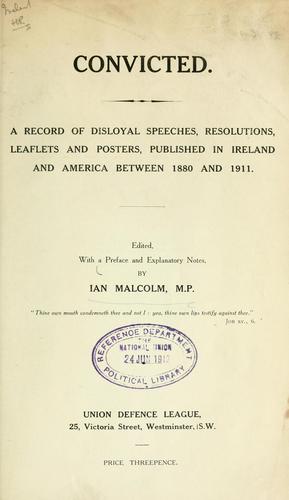 Ireland
HR
CONVICTED.
A RECORD OF DISLOYAL SPEECHES, RESOLUTIONS,
LEAFLETS AND POSTERS, PUBLISHED IN IRELAND
AND AMERICA BETWEEN 1880 AND 1911.
Edited,
With a Preface and Explanatory Notes,
BY
IAN MALCOLM, M.P.
"Thine own mouth condemneth thee and not I: yea, thine own lips testify against thee."
JOB XV., 6.
REFERENCE DEPARTMENT
THE
NATIONAL UNION
24 JUN 1912
POLITICAL LIBRARY
UNION DEFENCE LEAGUE,
25, Victoria Street, Westminster, S.W.
PRICE THREEPENCE.